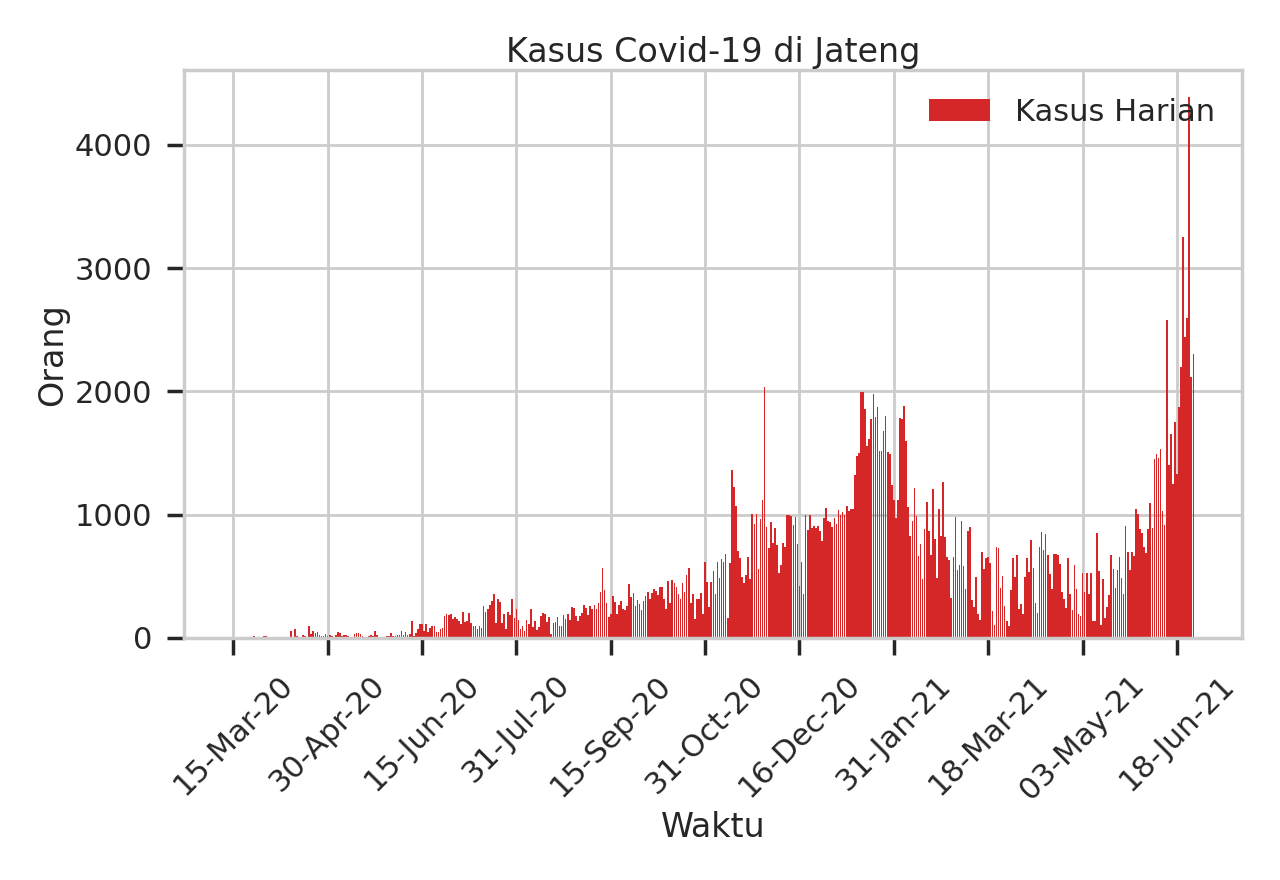 Kasus Covid-19 di Jateng
Kasus Harian
4000
3000
2000
1000
0
Orang
15-Mar-20
30-Apr-20
15-Jun-20
31-Jul-20
15-Sep-20
31-Oct-20
16-Dec-20
31-Jan-21
18-Mar-21
03-May-21
18-Jun-21
Waktu